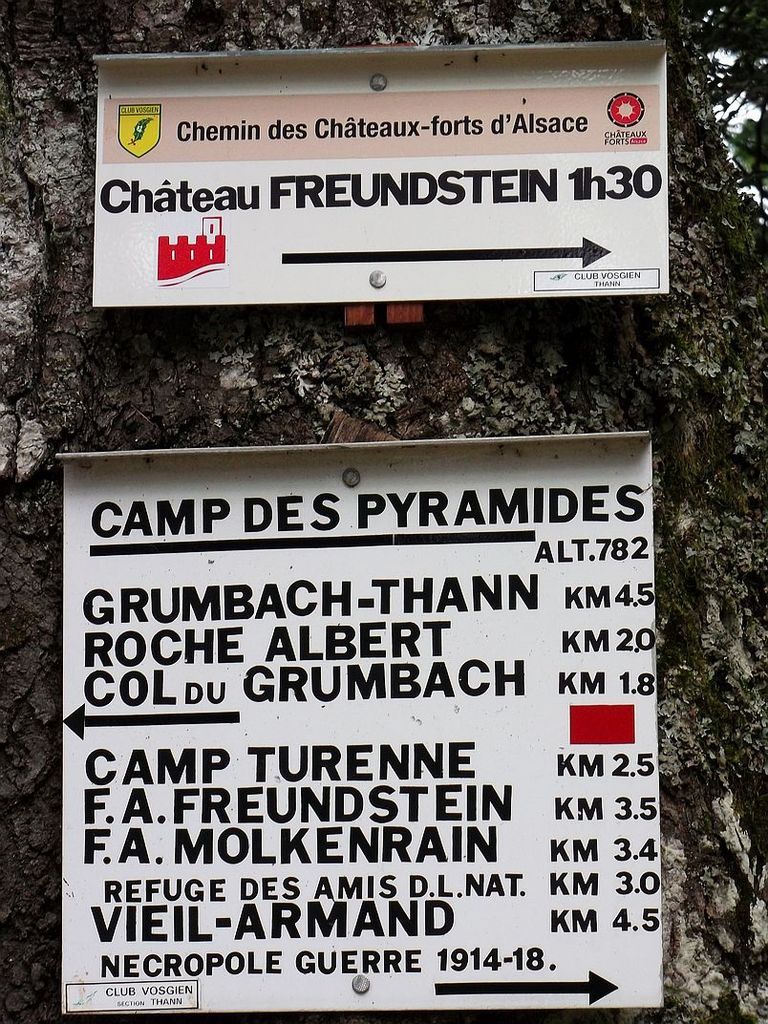 CLUB VOSGIEN
Chemin des Châteaux-forts d'Alsace
CHÂTEAUX
FORTS Alsace
Château FREUNDSTEIN 1h30
CLUB VOSGIEN
THANN
CAMP DES PYRAMIDES
ALT.782
GRUMBACH-THANN KM 4.5
ROCHE ALBERT KM 2.0
COL DU GRUMBACH KM 1.8
CAMP TURENNE KM 2.5
F.A.FREUNDSTEIN KM 3.5
F.A.MOLKENRAIN KM 3.4
REFUGE DES AMIS D.L.NAT. KM 3.0
VIEIL-ARMAND KM 4.5
NECROPOLE GUERRE 1914-18.
CLUB VOSGIEN
SECTION THANN